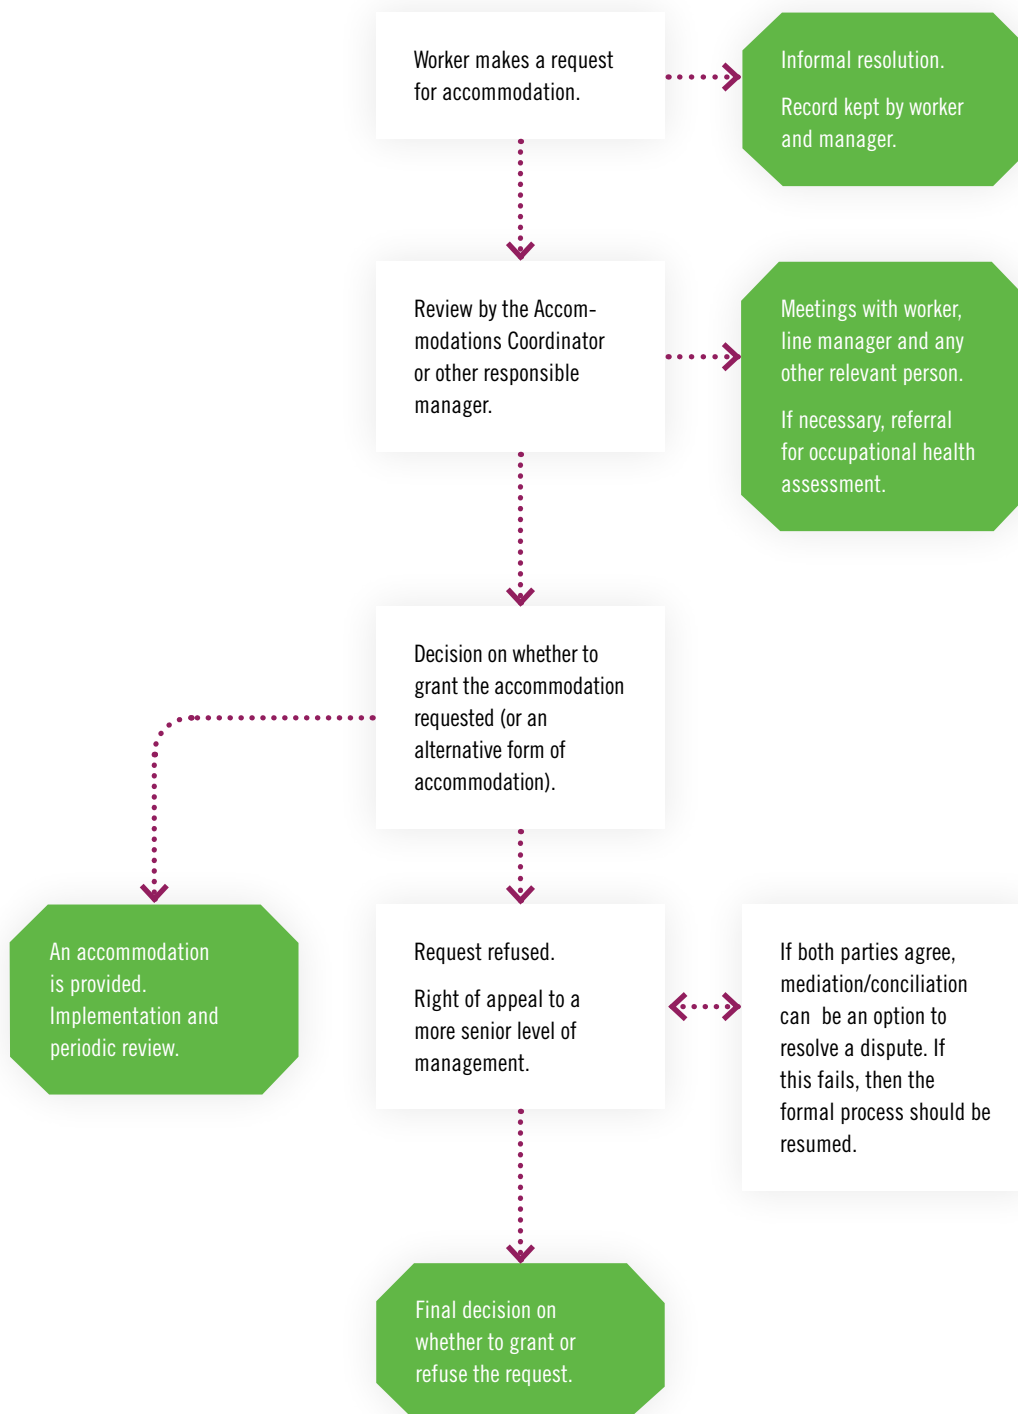 Worker makes a request
for accommodation.
Informal resolution.
Record kept by worker
and manager.
Review by the Accom-
modations Coordinator
or other responsible
manager.
Meetings with worker,
line manager and any
other relevant person.
If necessary, referral
for occupational health
assessment.
Decision on whether to
grant the accommodation
requested (or an
alternative form of
accommodation).
An accommodation
is provided.
Implementation and
periodic review.
Request refused.
Right of appeal to a
more senior level of
management.
If both parties agree,
mediation/conciliation
can  be an option to
resolve a dispute. If
this fails, then the
formal process should be
resumed.
Final decision on
whether to grant or
refuse the request.